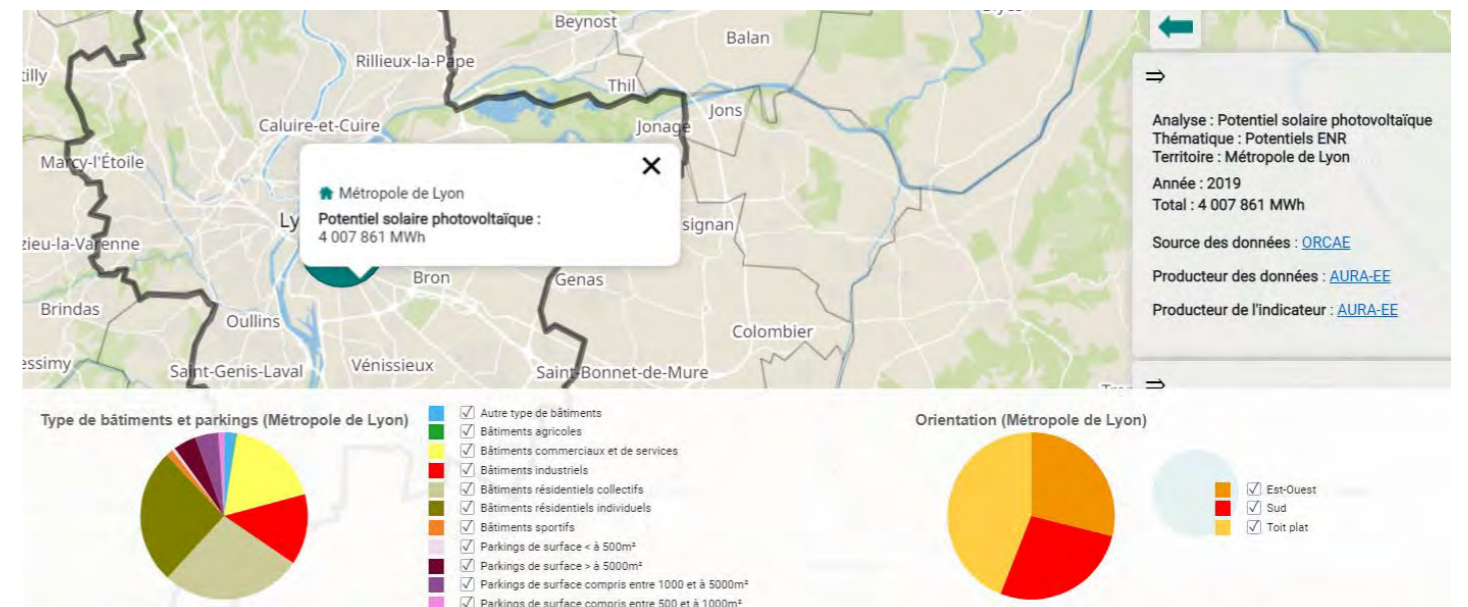 Beynost
Balan
Rillieux-la-Pape
Thil
Jons
Caluire-et-Cuire
Jonage
Marcy-l'Étoile
Métropole de Lyon
Potentiel solaire photovoltaïque :
4 007 861 MWh
Ly
signan
Bron
Genas
Brindas
Oullins
Colombier
Vénissieux
Saint-Genis-Laval
Saint-Bonnet-de-Mure
⇒
Analyse : Potentiel solaire photovoltaïque
Thématique : Potentiels ENR
Territoire : Métropole de Lyon
Année : 2019
Total : 4 007 861 MWh
Source des données : ORCAE
Producteur des données : AURA-EE
Producteur de l'indicateur : AURA-EE
⇒
Type de bâtiments et parkings (Métropole de Lyon)
Autre type de bâtiments
Bâtiments agricoles
Bâtiments commerciaux et de services
Bâtiments industriels
Bâtiments résidentiels collectifs
Bâtiments résidentiels individuels
Bâtiments sportifs
Parkings de surface < à 500m²
Parkings de surface > à 5000m²
Parkings de surface compris entre 1000 et à 5000m²
Parkings de surface compris entre 500 et à 1000m²
Orientation (Métropole de Lyon)
Est-Ouest
Sud
Toit plat